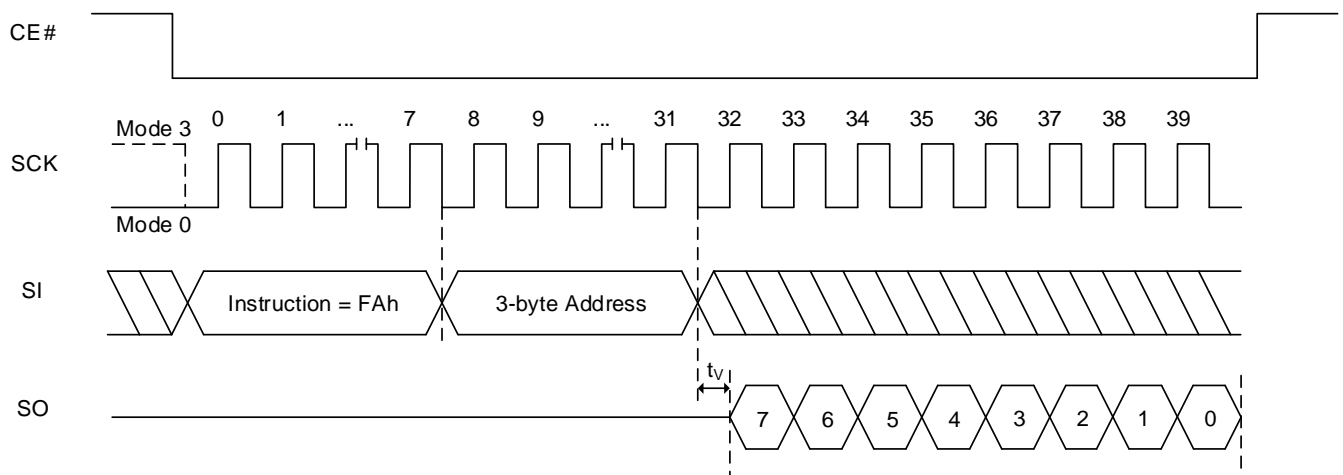 CE#
Mode 3 0 1 ... 7 8 9 ... 31 32 33 34 35 36 37 38 39
SCK
Mode 0
SI Instruction = FAh 3-byte Address
tV
SO 7 6 5 4 3 2 1 0